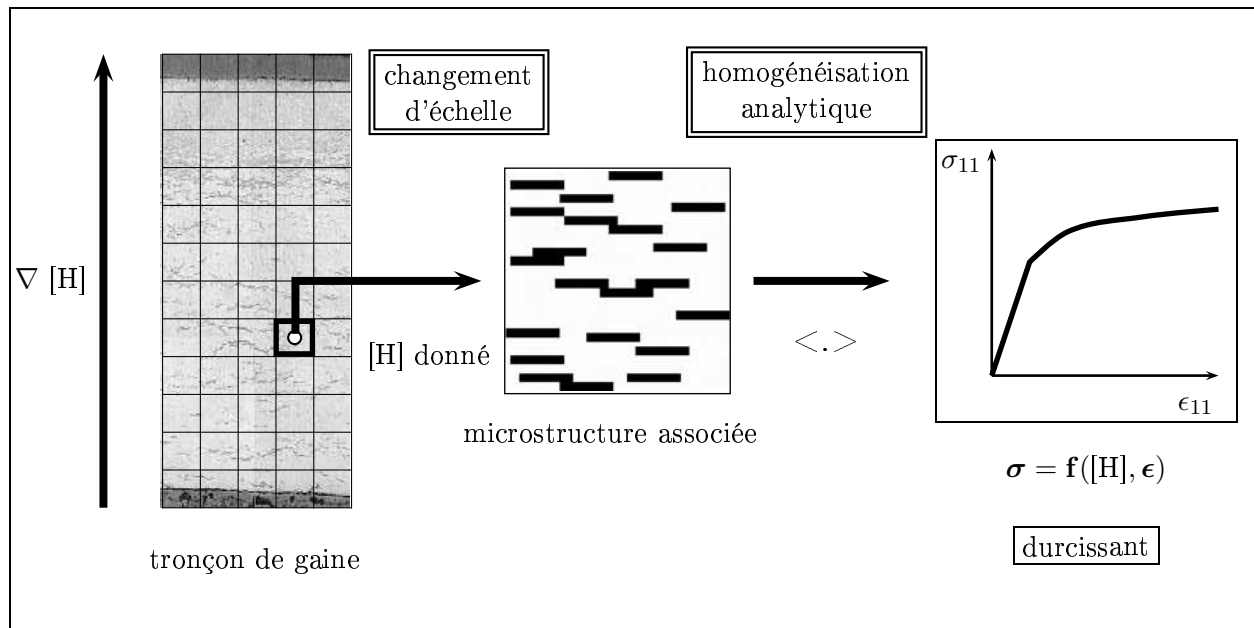 changement
d'échelle
homogénéisation
analytique
σ11
∇ [H]
[H] donné
<.>
ϵ11
microstructure associée
σ = f([H], ϵ)
tronçon de gaine
durcissant